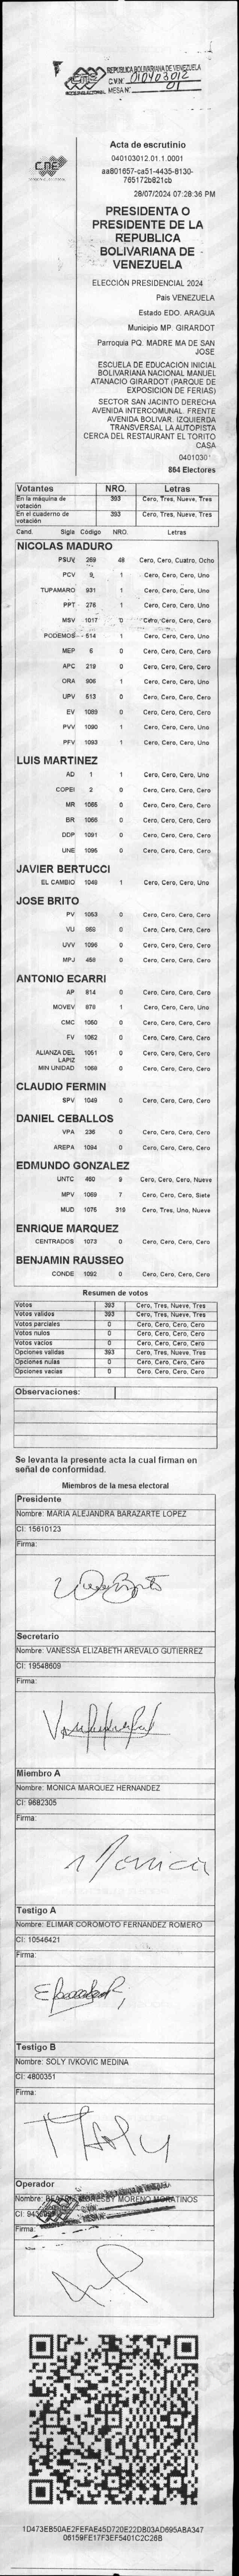 REPUBLICA BOLIVARIANA DE VENEZUELA
C.V.Nº. 010403012
MESA Nº. 01
CNE
Acta de escrutinio
040103012.01.1.0001
aa801657-ca51-4435-8130-
765172b821cb
28/07/2024 07:28:36 PM
PRESIDENTA O
PRESIDENTE DE LA
REPUBLICA
BOLIVARIANA DE
VENEZUELA
ELECCIÓN PRESIDENCIAL 2024
País VENEZUELA
Estado EDO. ARAGUA
Municipio MP. GIRARDOT
Parroquia PQ. MADRE MA DE SAN
JOSE
ESCUELA DE EDUCACION INICIAL
BOLIVARIANA NACIONAL MANUEL
ATANACIO GIRARDOT (PARQUE DE
EXPOSICION DE FERIAS)
SECTOR SAN JACINTO DERECHA
AVENIDA INTERCOMUNAL. FRENTE
AVENIDA BOLIVAR. IZQUIERDA
TRANSVERSAL LA AUTOPISTA
CERCA DEL RESTAURANT EL TORITO
CASA
864 Electores
Votantes NRO. Letras
En la máquina de votación 393 Cero, Tres, Nueve, Tres
En el cuaderno de votación 393 Cero, Tres, Nueve, Tres
Cand. Sigla Código NRO. Letras
NICOLAS MADURO
PSUV 269 48 Cero, Cero, Cuatro, Ocho
PCV 9 1 Cero, Cero, Cero, Uno
TUPAMARO 931 1 Cero, Cero, Cero, Uno
PPT 276 1 Cero, Cero, Cero, Uno
MSV 1017 0 Cero, Cero, Cero, Cero
PODEMOS 514 1 Cero, Cero, Cero, Uno
MEP 6 0 Cero, Cero, Cero, Cero
APC 219 0 Cero, Cero, Cero, Cero
ORA 906 1 Cero, Cero, Cero, Uno
UPV 513 0 Cero, Cero, Cero, Cero
EV 1089 0 Cero, Cero, Cero, Cero
PVV 1090 1 Cero, Cero, Cero, Uno
PFV 1093 1 Cero, Cero, Cero, Uno
LUIS MARTINEZ
AD 1 1 Cero, Cero, Cero, Uno
COPEI 2 0 Cero, Cero, Cero, Cero
MR 1065 0 Cero, Cero, Cero, Cero
BR 1066 0 Cero, Cero, Cero, Cero
DDP 1091 0 Cero, Cero, Cero, Cero
UNE 1095 0 Cero, Cero, Cero, Cero
JAVIER BERTUCCI
EL CAMBIO 1048 1 Cero, Cero, Cero, Uno
JOSE BRITO
PV 1053 0 Cero, Cero, Cero, Cero
VU 959 0 Cero, Cero, Cero, Cero
UVV 1096 0 Cero, Cero, Cero, Cero
MPJ 458 0 Cero, Cero, Cero, Cero
ANTONIO ECARRI
AP 914 0 Cero, Cero, Cero, Cero
MOVEV 876 1 Cero, Cero, Cero, Uno
CMC 1050 0 Cero, Cero, Cero, Cero
FV 1062 0 Cero, Cero, Cero, Cero
ALIANZA DEL LAPIZ 1051 0 Cero, Cero, Cero, Cero
MIN UNIDAD 1068 0 Cero, Cero, Cero, Cero
CLAUDIO FERMIN
SPV 1049 0 Cero, Cero, Cero, Cero
DANIEL CEBALLOS
VPA 236 0 Cero, Cero, Cero, Cero
AREPA 1094 0 Cero, Cero, Cero, Cero
EDMUNDO GONZALEZ
UNTC 460 9 Cero, Cero, Cero, Nueve
MPV 1069 7 Cero, Cero, Cero, Siete
MUD 1075 319 Cero, Tres, Uno, Nueve
ENRIQUE MARQUEZ
CENTRADOS 1073 0 Cero, Cero, Cero, Cero
BENJAMIN RAUSSEO
CONDE 1092 0 Cero, Cero, Cero, Cero
Resumen de votos
Votos 393 Cero, Tres, Nueve, Tres
Votos validos 393 Cero, Tres, Nueve, Tres
Votos parciales 0 Cero, Cero, Cero, Cero
Votos nulos 0 Cero, Cero, Cero, Cero
Votos vacios 0 Cero, Cero, Cero, Cero
Opciones validas 393 Cero, Tres, Nueve, Tres
Opciones nulas 0 Cero, Cero, Cero, Cero
Opciones vacias 0 Cero, Cero, Cero, Cero
Observaciones:
Se levanta la presente acta la cual firman en
señal de conformidad.
Miembros de la mesa electoral
Presidente
Nombre: MARIA ALEJANDRA BARAZARTE LOPEZ
CI: 15610123
Firma:
Secretario
Nombre: VANESSA ELIZABETH AREVALO GUTIERREZ
CI: 19548609
Firma:
Miembro A
Nombre: MONICA MARQUEZ HERNANDEZ
CI: 9682305
Firma:
Monica
Testigo A
Nombre: ELIMAR COROMOTO FERNANDEZ ROMERO
CI: 10546421
Firma:
Testigo B
Nombre: SOLY IVKOVIC MEDINA
CI: 4800351
Firma:
Operador
Nombre: MORENO MORATINOS
CI:
Firma:
1D473EB50AE2FEFAE45D720E22DB03AD695ABA347
06159FE17F3EF5401C2C26B